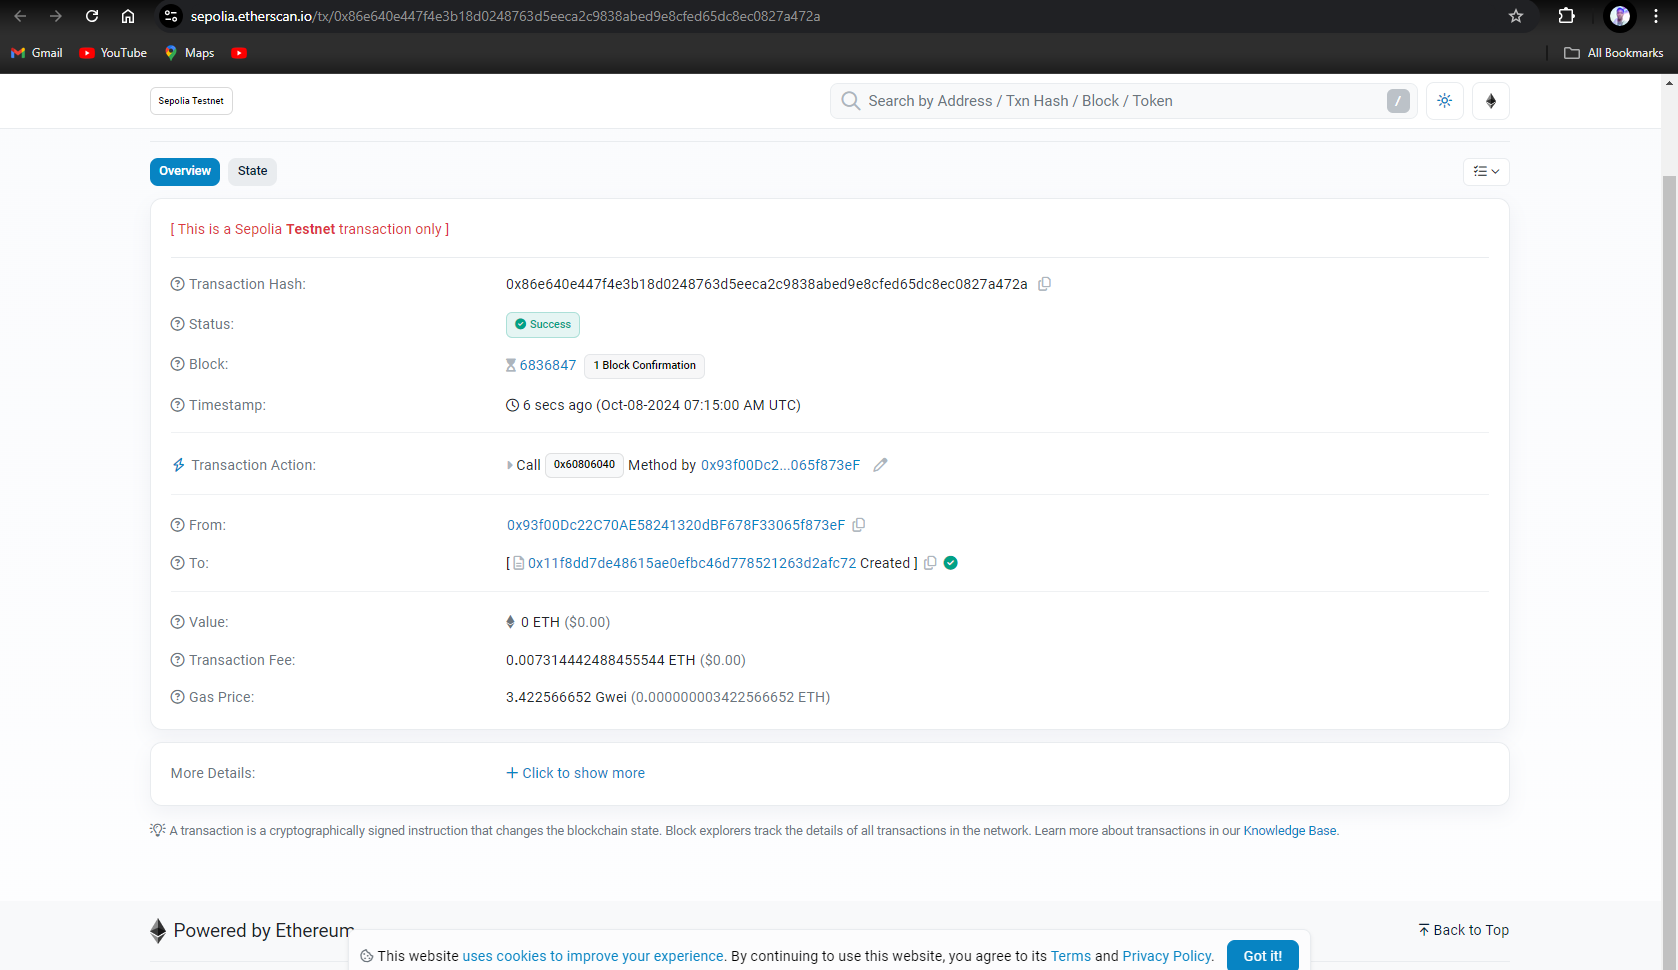 sepolia.etherscan.io/tx/0x86e640e447f4e3b18d0248763d5eeca2c9838abed9e8cfed65dc8ec0827a472a
Gmail YouTube Maps All Bookmarks
Sepolia Testnet Search by Address / Txn Hash / Block / Token /
Overview State
[ This is a Sepolia Testnet transaction only ]
Transaction Hash: 0x86e640e447f4e3b18d0248763d5eeca2c9838abed9e8cfed65dc8ec0827a472a
Status: Success
Block: 6836847 1 Block Confirmation
Timestamp: 6 secs ago (Oct-08-2024 07:15:00 AM UTC)
Transaction Action: Call 0x60806040 Method by 0x93f00Dc2...065f873eF
From: 0x93f00Dc22C70AE58241320dBF678F33065f873eF
To: [ 0x11f8dd7de48615ae0efbc46d778521263d2afc72 Created ]
Value: 0 ETH ($0.00)
Transaction Fee: 0.007314442488455544 ETH ($0.00)
Gas Price: 3.422566652 Gwei (0.000000003422566652 ETH)
More Details: + Click to show more
A transaction is a cryptographically signed instruction that changes the blockchain state. Block explorers track the details of all transactions in the network. Learn more about transactions in our Knowledge Base.
Powered by Ethereum Back to Top
This website uses cookies to improve your experience. By continuing to use this website, you agree to its Terms and Privacy Policy. Got it!